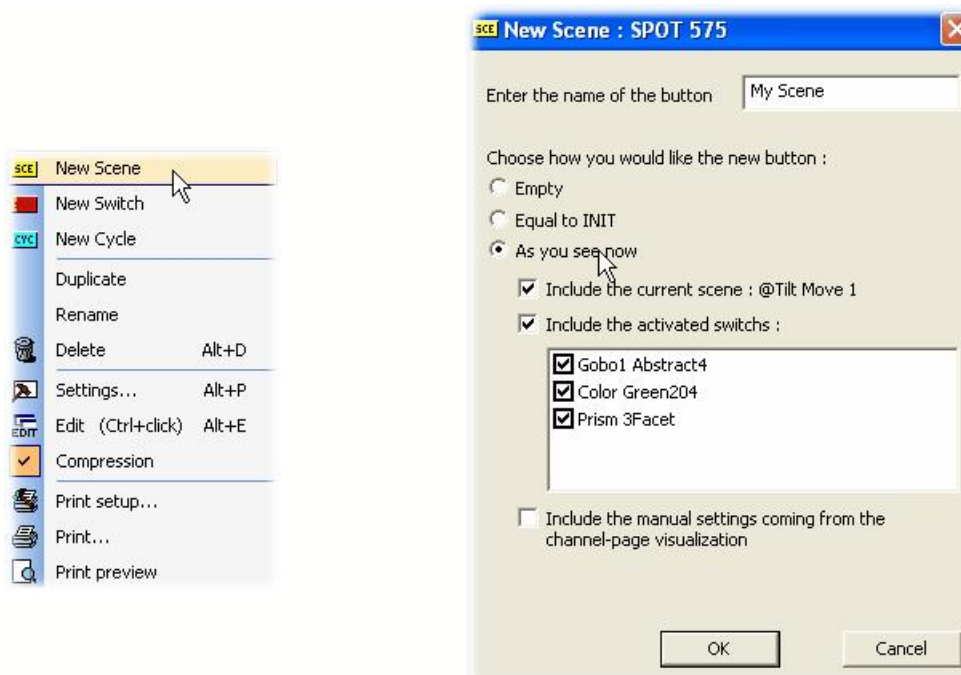 SCE New Scene
New Switch
CYC New Cycle
Duplicate
Rename
Delete Alt+D
Settings... Alt+P
EDIT Edit (Ctrl+click) Alt+E
Compression
Print setup...
Print...
Print preview
SCE New Scene : SPOT 575
Enter the name of the button My Scene
Choose how you would like the new button :
Empty
Equal to INIT
As you see now
Include the current scene : @Tilt Move 1
Include the activated switchs :
Gobo1 Abstract4
Color Green204
Prism 3Facet
Include the manual settings coming from the
channel-page visualization
OK Cancel